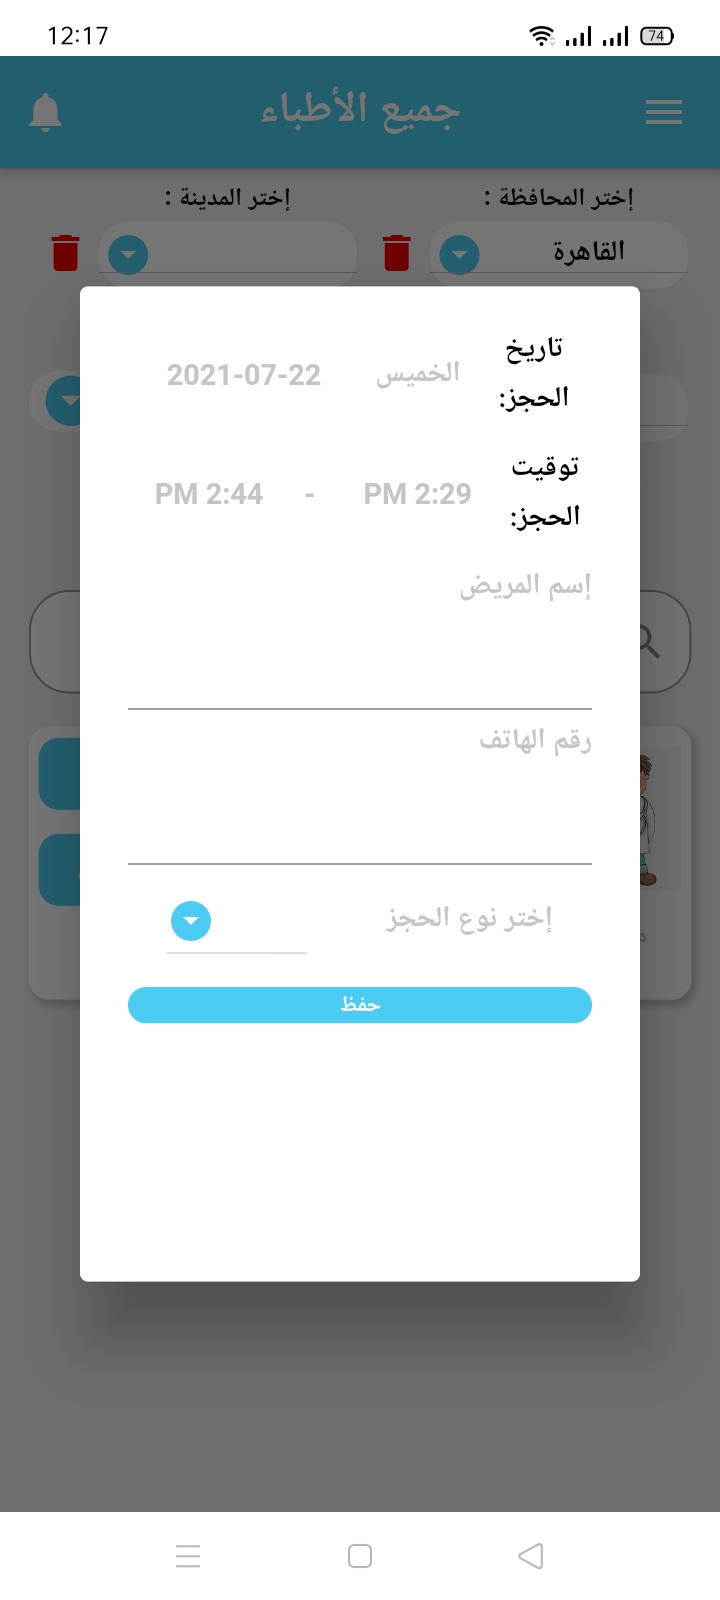 12:17
74
جميع الأطباء
إختر المحافظة :
إختر المدينة :
القاهرة
تاريخ
الحجز:
الخميس
2021-07-22
توقيت
الحجز:
PM 2:29
-
PM 2:44
إسم المريض
رقم الهاتف
إختر نوع الحجز
حفظ